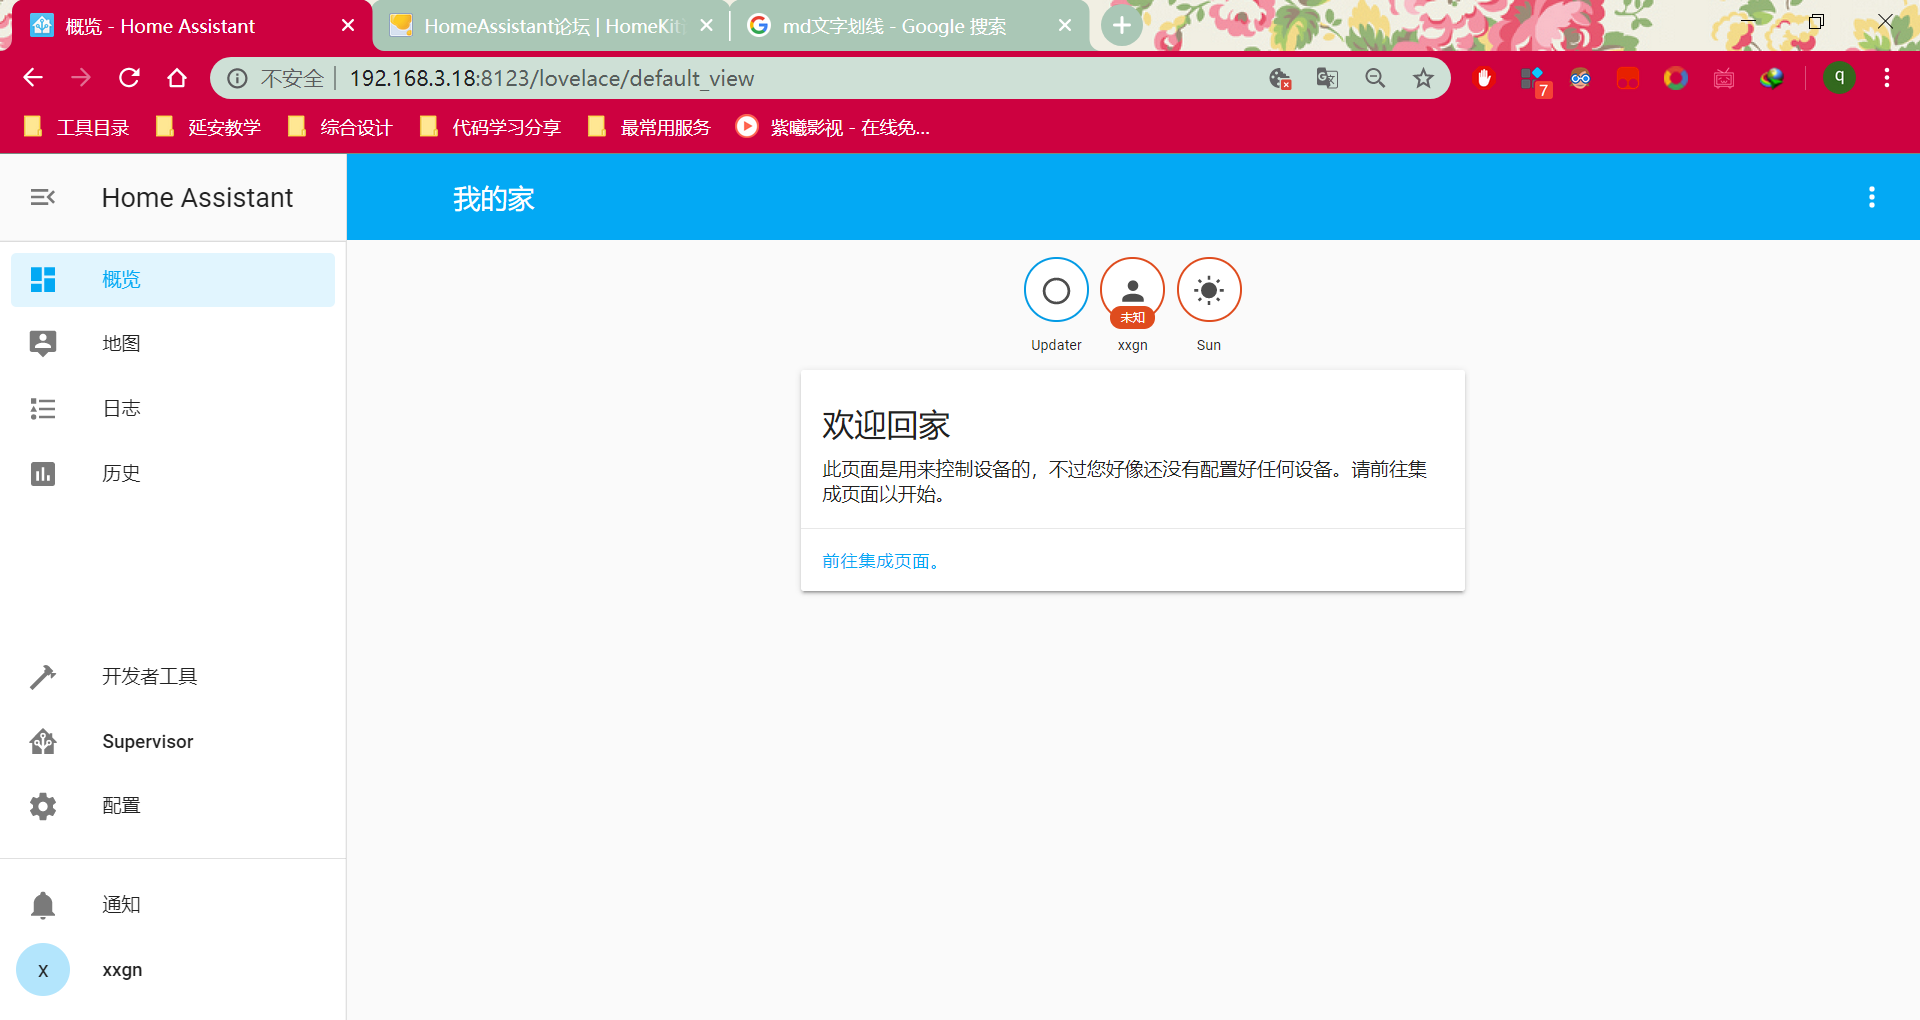 概览 - Home Assistant
HomeAssistant论坛 | HomeKit
md文字划线 - Google 搜索
不安全 192.168.3.18:8123/lovelace/default_view
7
q
工具目录 延安教学 综合设计 代码学习分享 最常用服务 紫曦影视 - 在线免...
Home Assistant
我的家
概览
地图
日志
历史
开发者工具
Supervisor
配置
通知
x xxgn
未知
Updater xxgn Sun
欢迎回家
此页面是用来控制设备的，不过您好像还没有配置好任何设备。请前往集
成页面以开始。
前往集成页面。